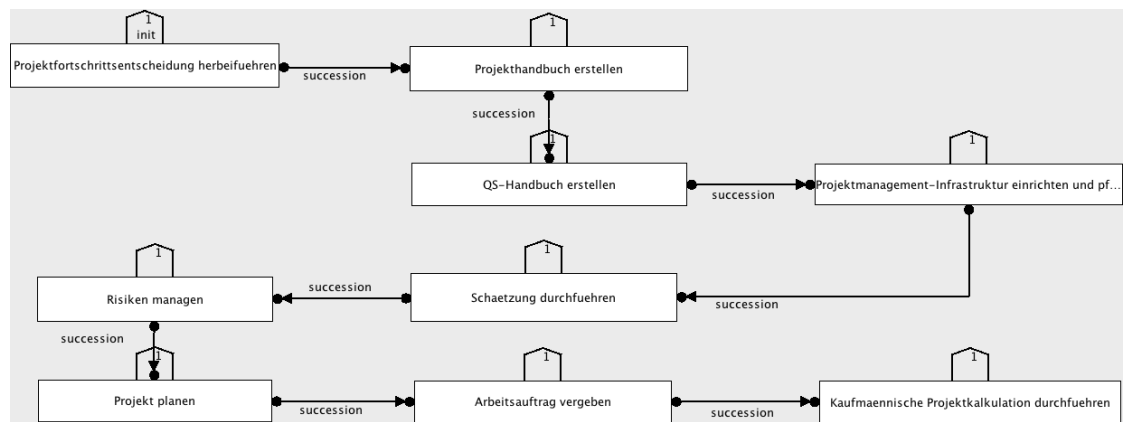 1
init
Projektfortschrittsentscheidung herbeifuehren
succession
1
Projekthandbuch erstellen
succession
1
QS-Handbuch erstellen
succession
1
Projektmanagement-Infrastruktur einrichten und pf...
succession
1
Schaetzung durchfuehren
succession
1
Risiken managen
succession
1
Projekt planen
succession
1
Arbeitsauftrag vergeben
succession
1
Kaufmaennische Projektkalkulation durchfuehren